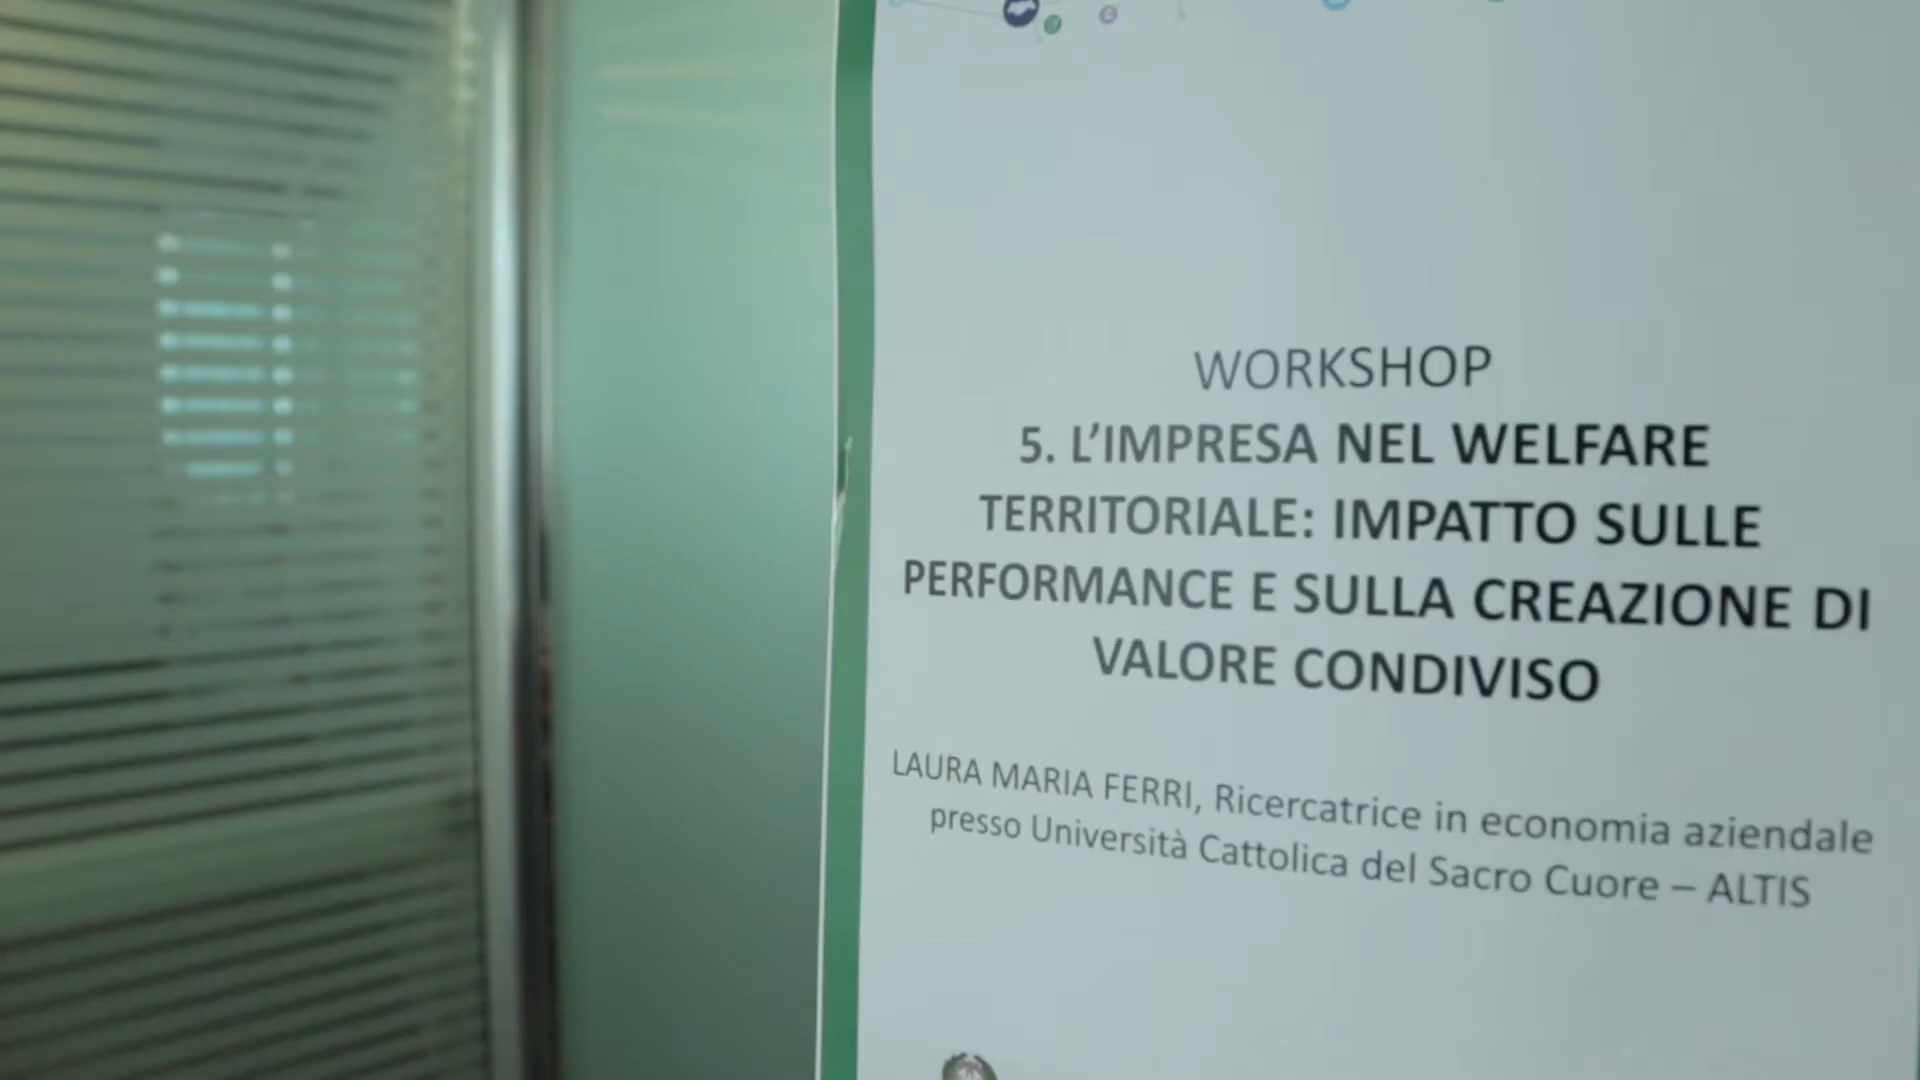 WORKSHOP
5. L’IMPRESA NEL WELFARE
TERRITORIALE: IMPATTO SULLE
PERFORMANCE E SULLA CREAZIONE DI
VALORE CONDIVISO
LAURA MARIA FERRI, Ricercatrice in economia aziendale
presso Università Cattolica del Sacro Cuore – ALTIS